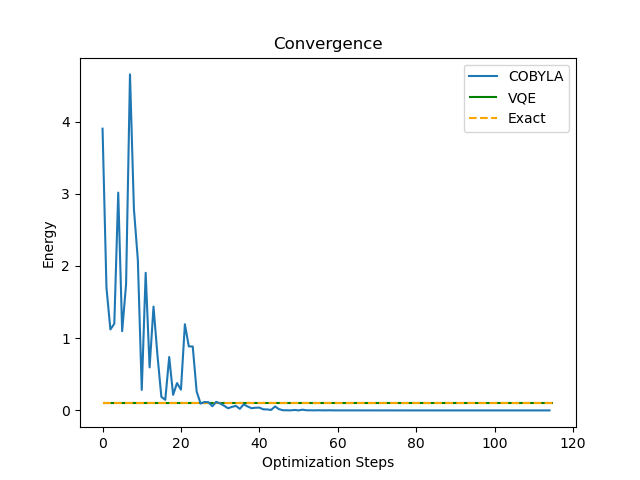 Convergence
COBYLA
VQE
Exact
Energy
4
3
2
1
0
0 20 40 60 80 100 120
Optimization Steps